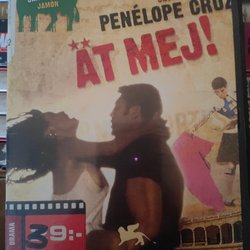 JAMÓN
PENÉLOPE CRUZ
ÄT MEJ!
DRAMA
39:-